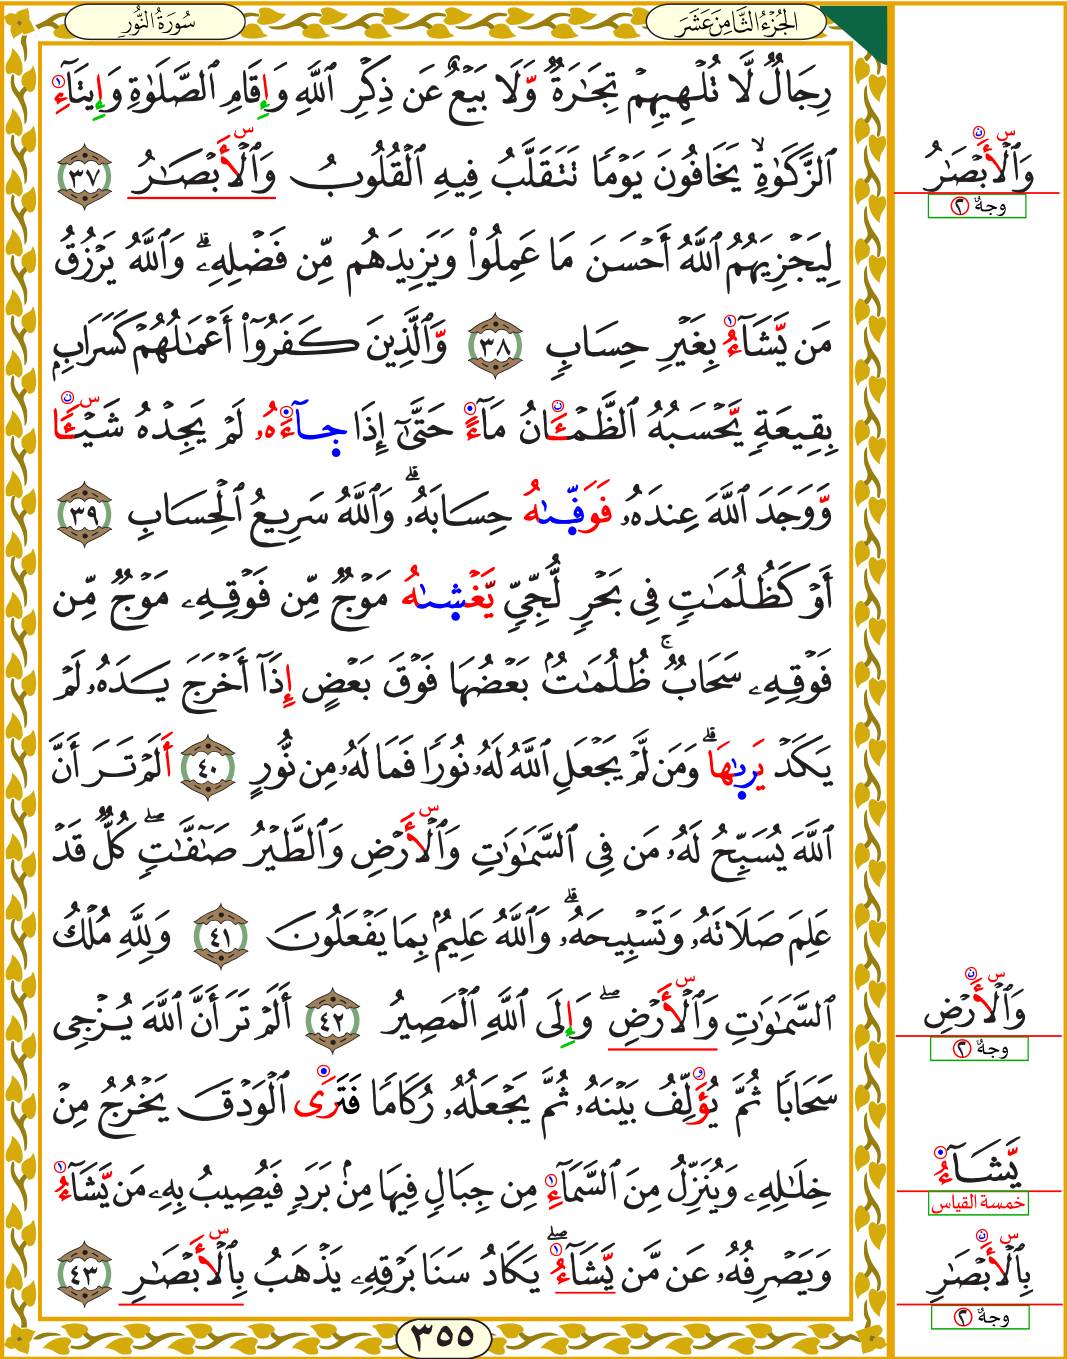 الجُزْءُ الثَّامِنَ عَشَرَ
سُورَةُ النُّورِ
رِجَالٌ لَّا تُلْهِيهِمْ تِجَٰرَةٌ وَّلَا بَيْعٌ عَن ذِكْرِ ٱللَّهِ وَإِقَامِ ٱلصَّلَوٰةِ وَإِيتَآءِ
ٱلزَّكَوٰةِ يَخَافُونَ يَوْمًا تَتَقَلَّبُ فِيهِ ٱلْقُلُوبُ وَٱلْأَبْصَٰرُ ٣٧
لِيَجْزِيَهُمُ ٱللَّهُ أَحْسَنَ مَا عَمِلُوا۟ وَيَزِيدَهُم مِّن فَضْلِهِۦ ۗ وَٱللَّهُ يَرْزُقُ
مَن يَّشَآءُ بِغَيْرِ حِسَابٍ ٣٨ وَّٱلَّذِينَ كَفَرُوٓا۟ أَعْمَٰلُهُمْ كَسَرَابٍ
بِقِيعَةٍ يَّحْسَبُهُ ٱلظَّمْـَٔانُ مَآءً حَتَّىٰٓ إِذَا جَآءَهُۥ لَمْ يَجِدْهُ شَيْـًٔا
وَّوَجَدَ ٱللَّهَ عِندَهُۥ فَوَفَّىٰهُ حِسَابَهُۥ ۗ وَٱللَّهُ سَرِيعُ ٱلْحِسَابِ ٣٩
أَوْ كَظُلُمَٰتٍ فِى بَحْرٍ لُّجِّىٍّ يَّغْشَىٰهُ مَوْجٌ مِّن فَوْقِهِۦ مَوْجٌ مِّن
فَوْقِهِۦ سَحَابٌ ۚ ظُلُمَٰتٌۢ بَعْضُهَا فَوْقَ بَعْضٍ إِذَآ أَخْرَجَ يَدَهُۥ لَمْ
يَكَدْ يَرَىٰهَا ۗ وَمَن لَّمْ يَجْعَلِ ٱللَّهُ لَهُۥ نُورًا فَمَا لَهُۥ مِن نُّورٍ ٤٠ أَلَمْ تَرَ أَنَّ
ٱللَّهَ يُسَبِّحُ لَهُۥ مَن فِى ٱلسَّمَٰوَٰتِ وَٱلْأَرْضِ وَٱلطَّيْرُ صَٰٓفَّٰتٍ ۖ كُلٌّ قَدْ
عَلِمَ صَلَاتَهُۥ وَتَسْبِيحَهُۥ ۗ وَٱللَّهُ عَلِيمٌۢ بِمَا يَفْعَلُونَ ٤١ وَلِلَّهِ مُلْكُ
ٱلسَّمَٰوَٰتِ وَٱلْأَرْضِ ۖ وَإِلَى ٱللَّهِ ٱلْمَصِيرُ ٤٢ أَلَمْ تَرَ أَنَّ ٱللَّهَ يُزْجِى
سَحَابًا ثُمَّ يُؤَلِّفُ بَيْنَهُۥ ثُمَّ يَجْعَلُهُۥ رُكَامًا فَتَرَى ٱلْوَدْقَ يَخْرُجُ مِنْ
خِلَٰلِهِۦ وَيُنَزِّلُ مِنَ ٱلسَّمَآءِ مِن جِبَالٍ فِيهَا مِنۢ بَرَدٍ فَيُصِيبُ بِهِۦ مَن يَّشَآءُ
وَيَصْرِفُهُۥ عَن مَّن يَّشَآءُ ۖ يَكَادُ سَنَا بَرْقِهِۦ يَذْهَبُ بِٱلْأَبْصَٰرِ ٤٣
٣٥٥
وَٱلْأَبْصَٰرُ
وجهٌ ٢
وَٱلْأَرْضِ
وجهٌ ٢
يَّشَآءُ
خمسة القياس
بِٱلْأَبْصَٰرِ
وجهٌ ٢